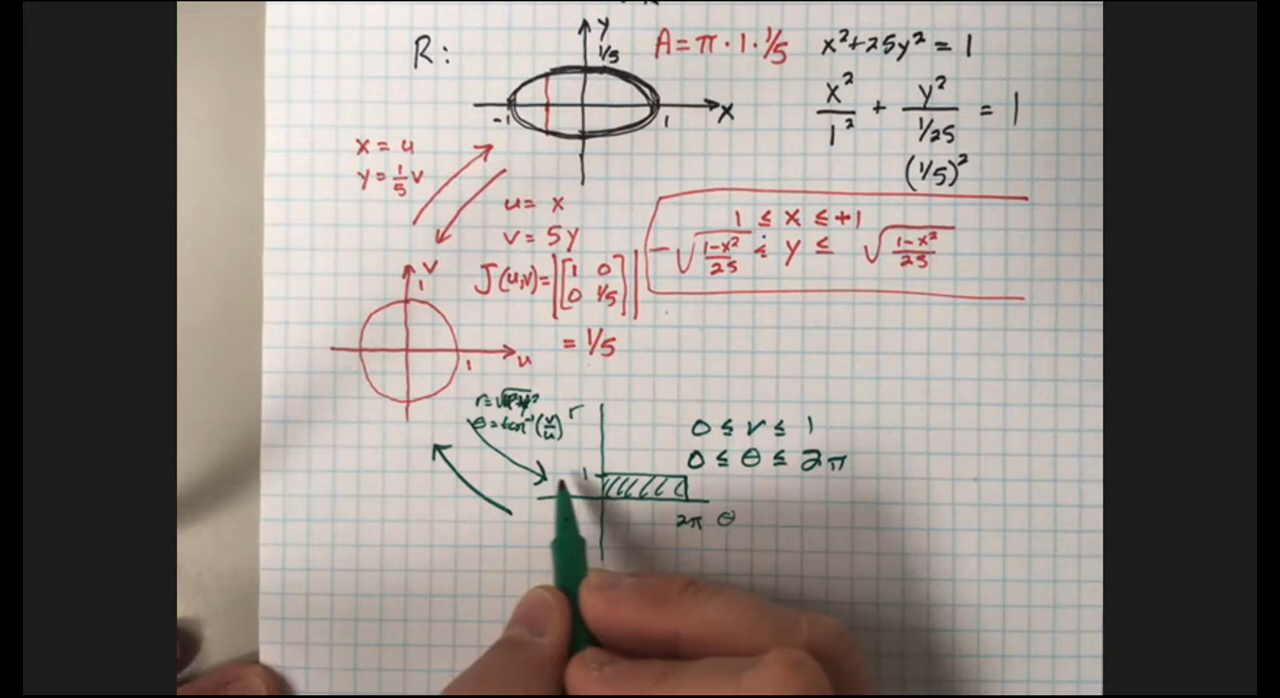 R:
y
1/5
-1
1
x
A = π · 1 · 1/5
x² + 25y² = 1
x²/1² + y²/(1/25) = 1
(1/5)²
x = u
y = 1/5 v
u = x
v = 5y
J(u,v) = |[1 0
0 1/5]|
= 1/5
1 ≤ x ≤ +1
-√((1-x²)/25) ≤ y ≤ √((1-x²)/25)
v
1
1
u
θ = tan⁻¹(v/u)
r
1
2π θ
0 ≤ r ≤ 1
0 ≤ θ ≤ 2π